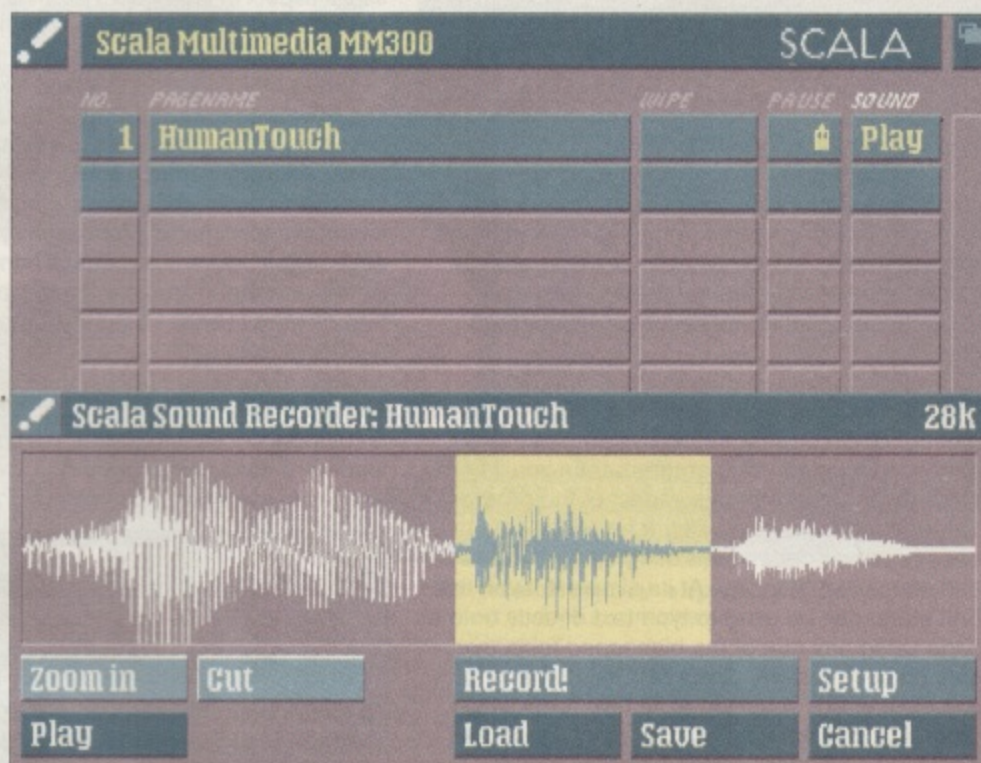 Scala Multimedia MM300 SCALA
NO. PAGENAME WIPE PAUSE SOUND
1 HumanTouch Play
Scala Sound Recorder: HumanTouch 28k
Zoom in Cut Record! Setup
Play Load Save Cancel